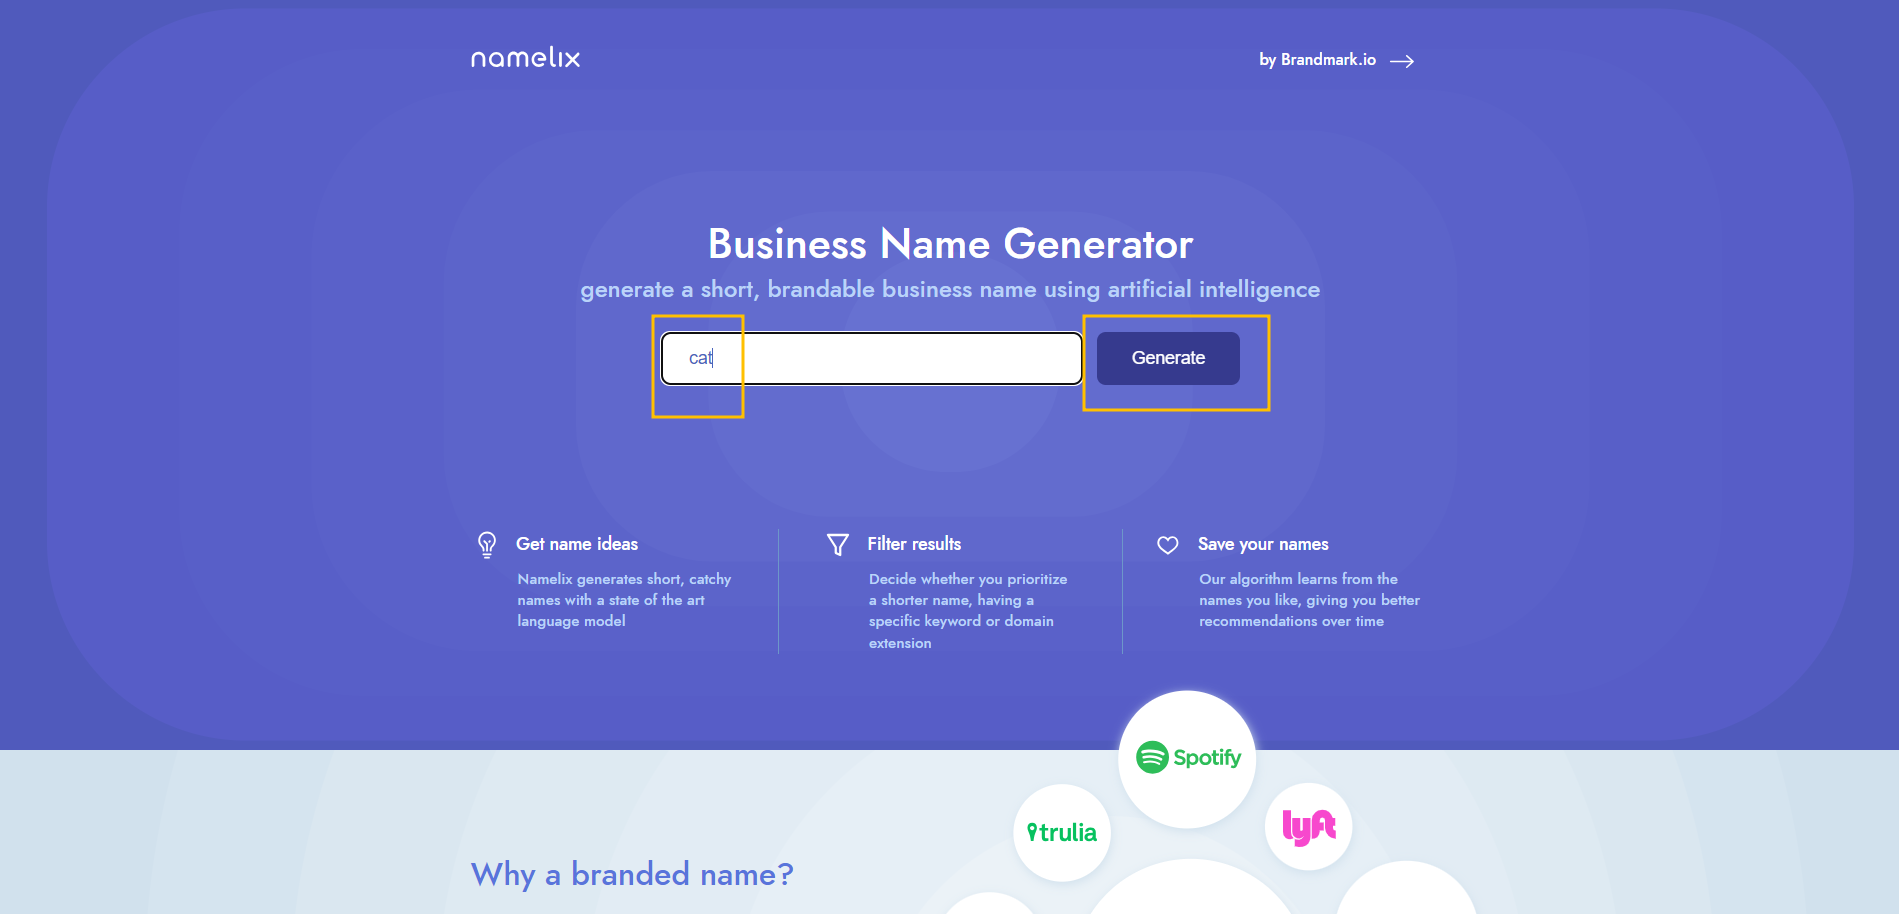 namelix
by Brandmark.io
Business Name Generator
generate a short, brandable business name using artificial intelligence
cat
Generate
Get name ideas
Namelix generates short, catchy
names with a state of the art
language model
Filter results
Decide whether you prioritize
a shorter name, having a
specific keyword or domain
extension
Save your names
Our algorithm learns from the
names you like, giving you better
recommendations over time
Spotify
trulia
lyft
Why a branded name?